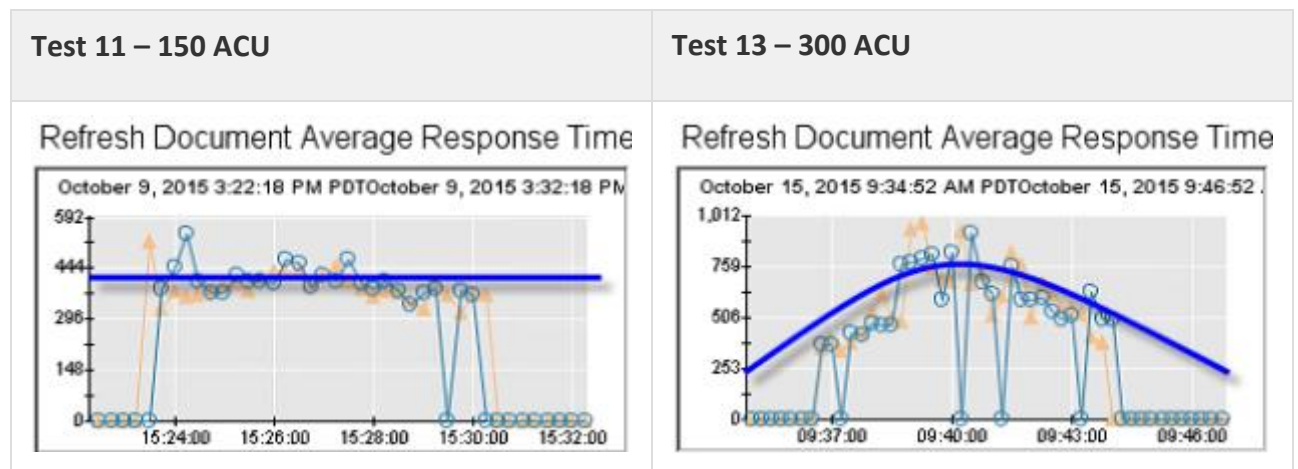 Test 11 – 150 ACU
Test 13 – 300 ACU
Refresh Document Average Response Time
October 9, 2015 3:22:18 PM PDTOctober 9, 2015 3:32:18 PM
592
444
296
148
0
15:24:00 15:26:00 15:28:00 15:30:00 15:32:00
Refresh Document Average Response Time
October 15, 2015 9:34:52 AM PDTOctober 15, 2015 9:46:52
1,012
759
506
253
0
09:37:00 09:40:00 09:43:00 09:46:00